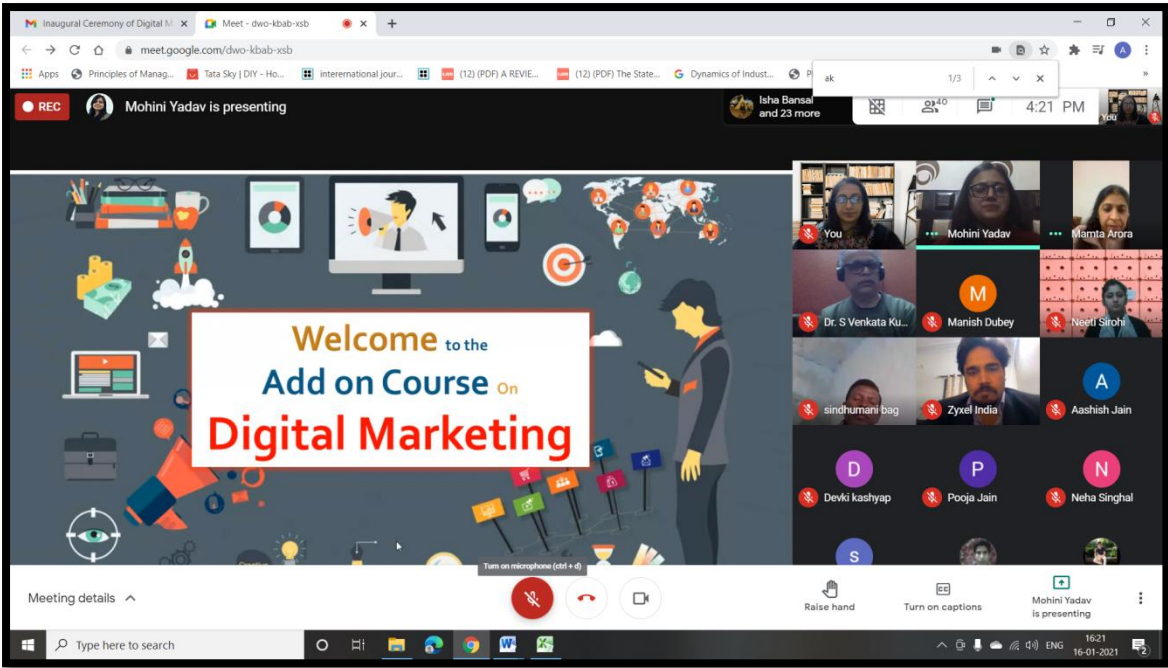 Inaugural Ceremony of Digital M
Meet - dwo-kbab-xsb
meet.google.com/dwo-kbab-xsb
A
Apps
Principles of Manag...
Tata Sky | DIY - Ho...
interernational jour...
(12) (PDF) A REVIE...
(12) (PDF) The State...
Dynamics of Indust...
P
ak
1/3
REC
Mohini Yadav is presenting
Isha Bansal
and 23 more
40
4:21 PM
You
Welcome to the
Add on Course On
Digital Marketing
You
Mohini Yadav
Mamta Arora
Dr. S Venkata Ku...
M
Manish Dubey
Neeti Sirohi
sindhumani bag
Zyxel India
A
Aashish Jain
D
Devki kashyap
P
Pooja Jain
N
Neha Singhal
S
Turn on microphone (ctrl + d)
Meeting details
Raise hand
CC
Turn on captions
Mohini Yadav
is presenting
Type here to search
ENG
16:21
16-01-2021
2